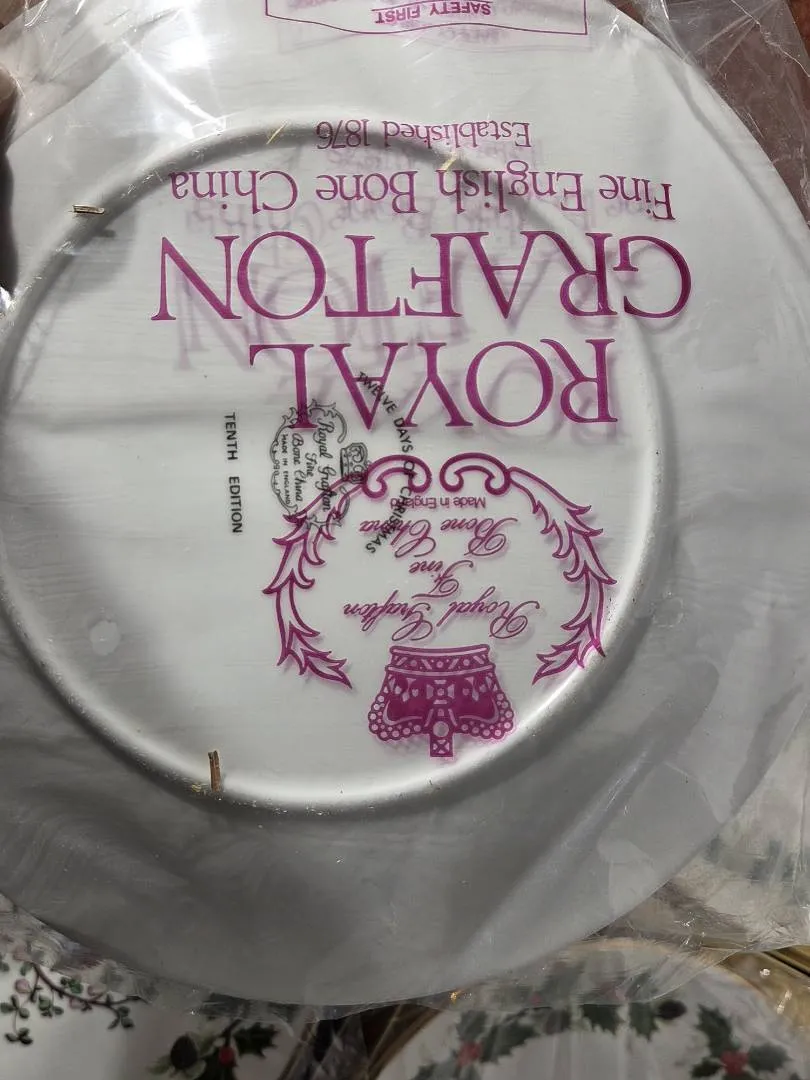 Royal Grafton
Fine
Bone China
Made in England
ROYAL
GRAFTON
Fine English Bone China
Established 1876
SAFETY FIRST
TWELVE DAYS OF CHRISTMAS
Royal Grafton
Fine
Bone China
MADE IN ENGLAND
TENTH EDITION